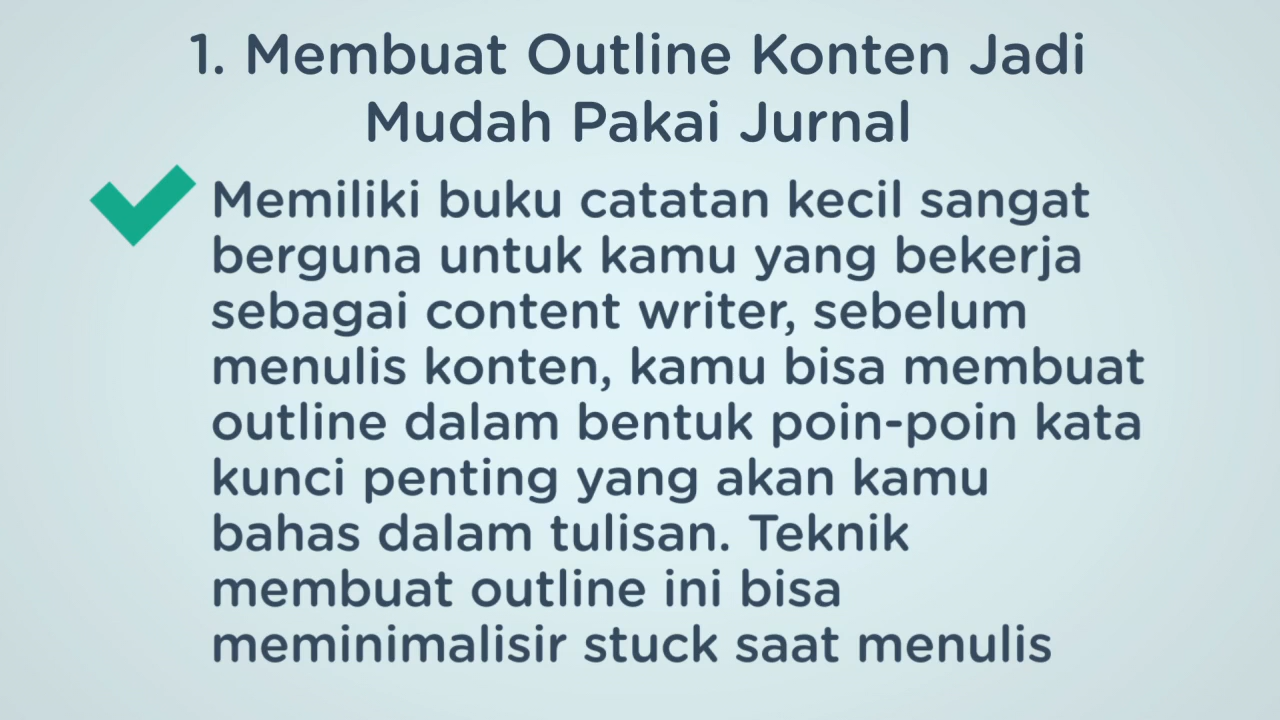 1. Membuat Outline Konten Jadi
Mudah Pakai Jurnal
Memiliki buku catatan kecil sangat
berguna untuk kamu yang bekerja
sebagai content writer, sebelum
menulis konten, kamu bisa membuat
outline dalam bentuk poin-poin kata
kunci penting yang akan kamu
bahas dalam tulisan. Teknik
membuat outline ini bisa
meminimalisir stuck saat menulis